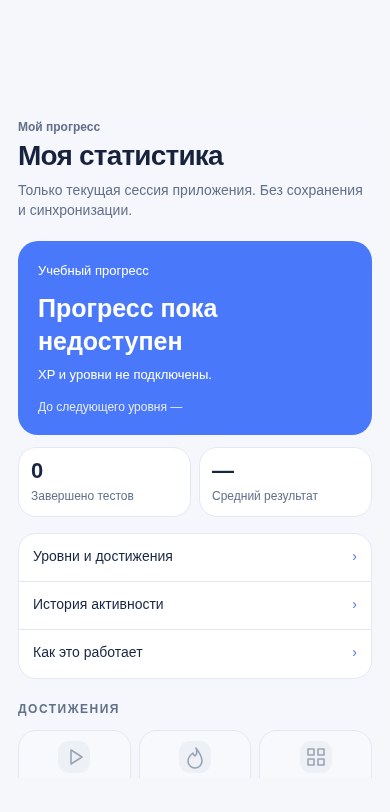 Мой прогресс
Моя статистика
Только текущая сессия приложения. Без сохранения
и синхронизации.
Учебный прогресс
Прогресс пока
недоступен
XP и уровни не подключены.
До следующего уровня —
0
Завершено тестов
—
Средний результат
Уровни и достижения ›
История активности ›
Как это работает ›
ДОСТИЖЕНИЯ